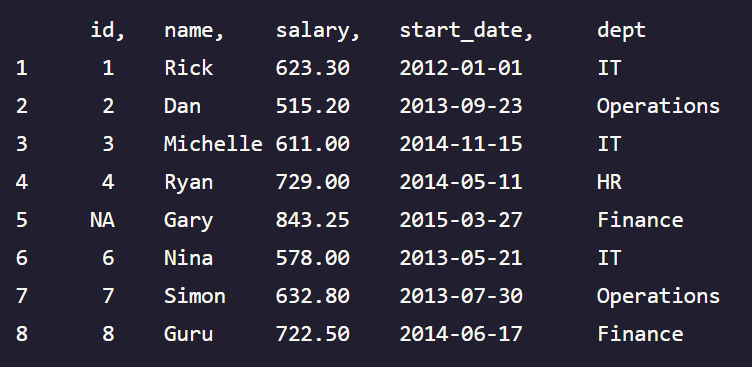 id, name, salary, start_date, dept
1 1 Rick 623.30 2012-01-01 IT
2 2 Dan 515.20 2013-09-23 Operations
3 3 Michelle 611.00 2014-11-15 IT
4 4 Ryan 729.00 2014-05-11 HR
5 NA Gary 843.25 2015-03-27 Finance
6 6 Nina 578.00 2013-05-21 IT
7 7 Simon 632.80 2013-07-30 Operations
8 8 Guru 722.50 2014-06-17 Finance